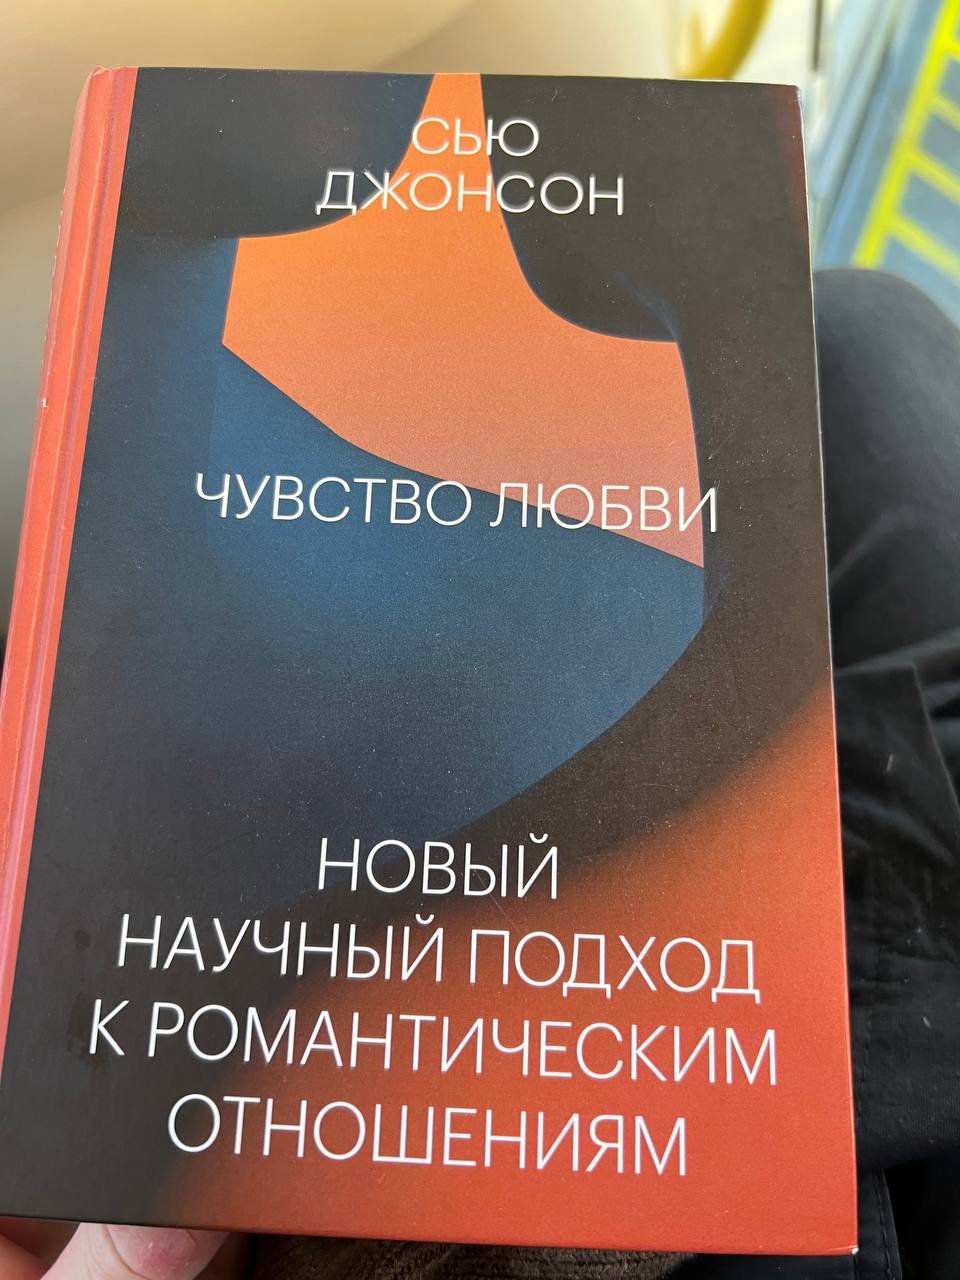 СЬЮ
ДЖОНСОН
ЧУВСТВО ЛЮБВИ
НОВЫЙ
НАУЧНЫЙ ПОДХОД
К РОМАНТИЧЕСКИМ
ОТНОШЕНИЯМ